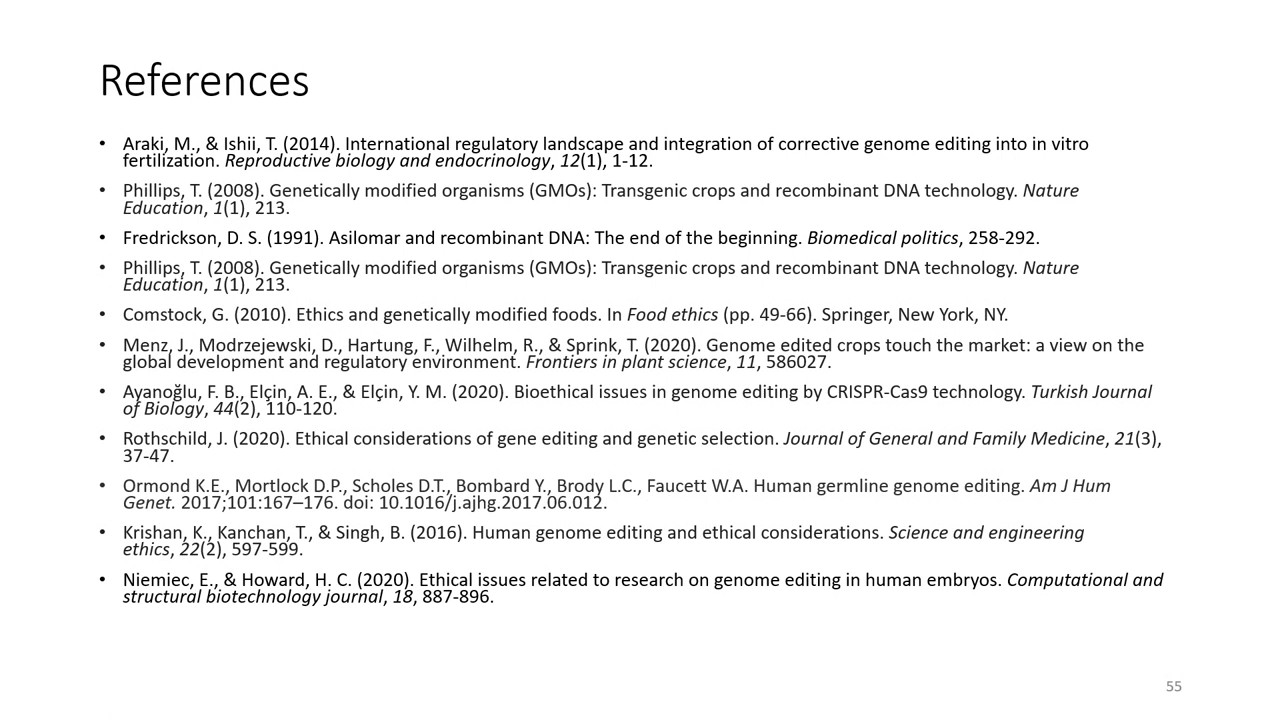 References
• Araki, M., & Ishii, T. (2014). International regulatory landscape and integration of corrective genome editing into in vitro
fertilization. Reproductive biology and endocrinology, 12(1), 1-12.
• Phillips, T. (2008). Genetically modified organisms (GMOs): Transgenic crops and recombinant DNA technology. Nature
Education, 1(1), 213.
• Fredrickson, D. S. (1991). Asilomar and recombinant DNA: The end of the beginning. Biomedical politics, 258-292.
• Phillips, T. (2008). Genetically modified organisms (GMOs): Transgenic crops and recombinant DNA technology. Nature
Education, 1(1), 213.
• Comstock, G. (2010). Ethics and genetically modified foods. In Food ethics (pp. 49-66). Springer, New York, NY.
• Menz, J., Modrzejewski, D., Hartung, F., Wilhelm, R., & Sprink, T. (2020). Genome edited crops touch the market: a view on the
global development and regulatory environment. Frontiers in plant science, 11, 586027.
• Ayanoğlu, F. B., Elçin, A. E., & Elçin, Y. M. (2020). Bioethical issues in genome editing by CRISPR-Cas9 technology. Turkish Journal
of Biology, 44(2), 110-120.
• Rothschild, J. (2020). Ethical considerations of gene editing and genetic selection. Journal of General and Family Medicine, 21(3),
37-47.
• Ormond K.E., Mortlock D.P., Scholes D.T., Bombard Y., Brody L.C., Faucett W.A. Human germline genome editing. Am J Hum
Genet. 2017;101:167–176. doi: 10.1016/j.ajhg.2017.06.012.
• Krishan, K., Kanchan, T., & Singh, B. (2016). Human genome editing and ethical considerations. Science and engineering
ethics, 22(2), 597-599.
• Niemiec, E., & Howard, H. C. (2020). Ethical issues related to research on genome editing in human embryos. Computational and
structural biotechnology journal, 18, 887-896.
55